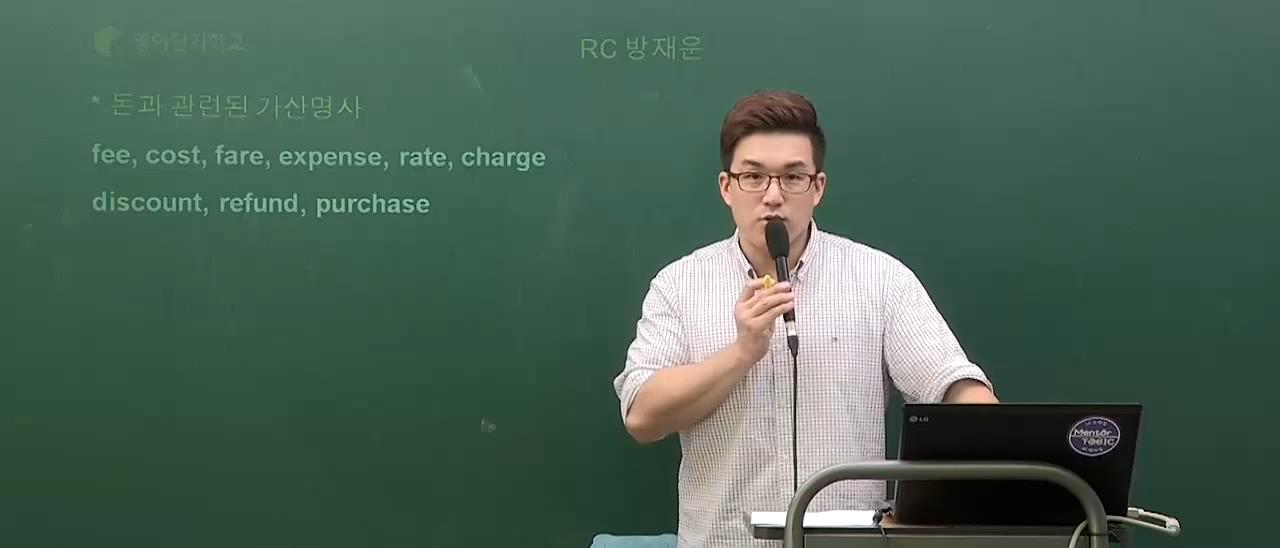 영어단기학교
RC 방재운
* 돈과 관련된 가산명사
fee, cost, fare, expense, rate, charge
discount, refund, purchase
LG
Mentor
TOEIC